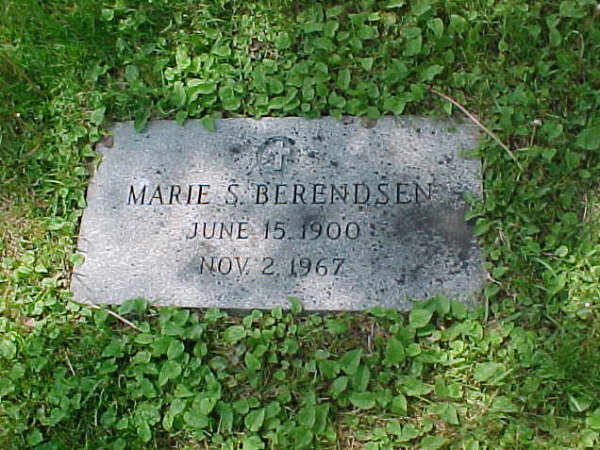 MARIE S. BERENDSEN
JUNE 15. 1900
NOV. 2. 1967